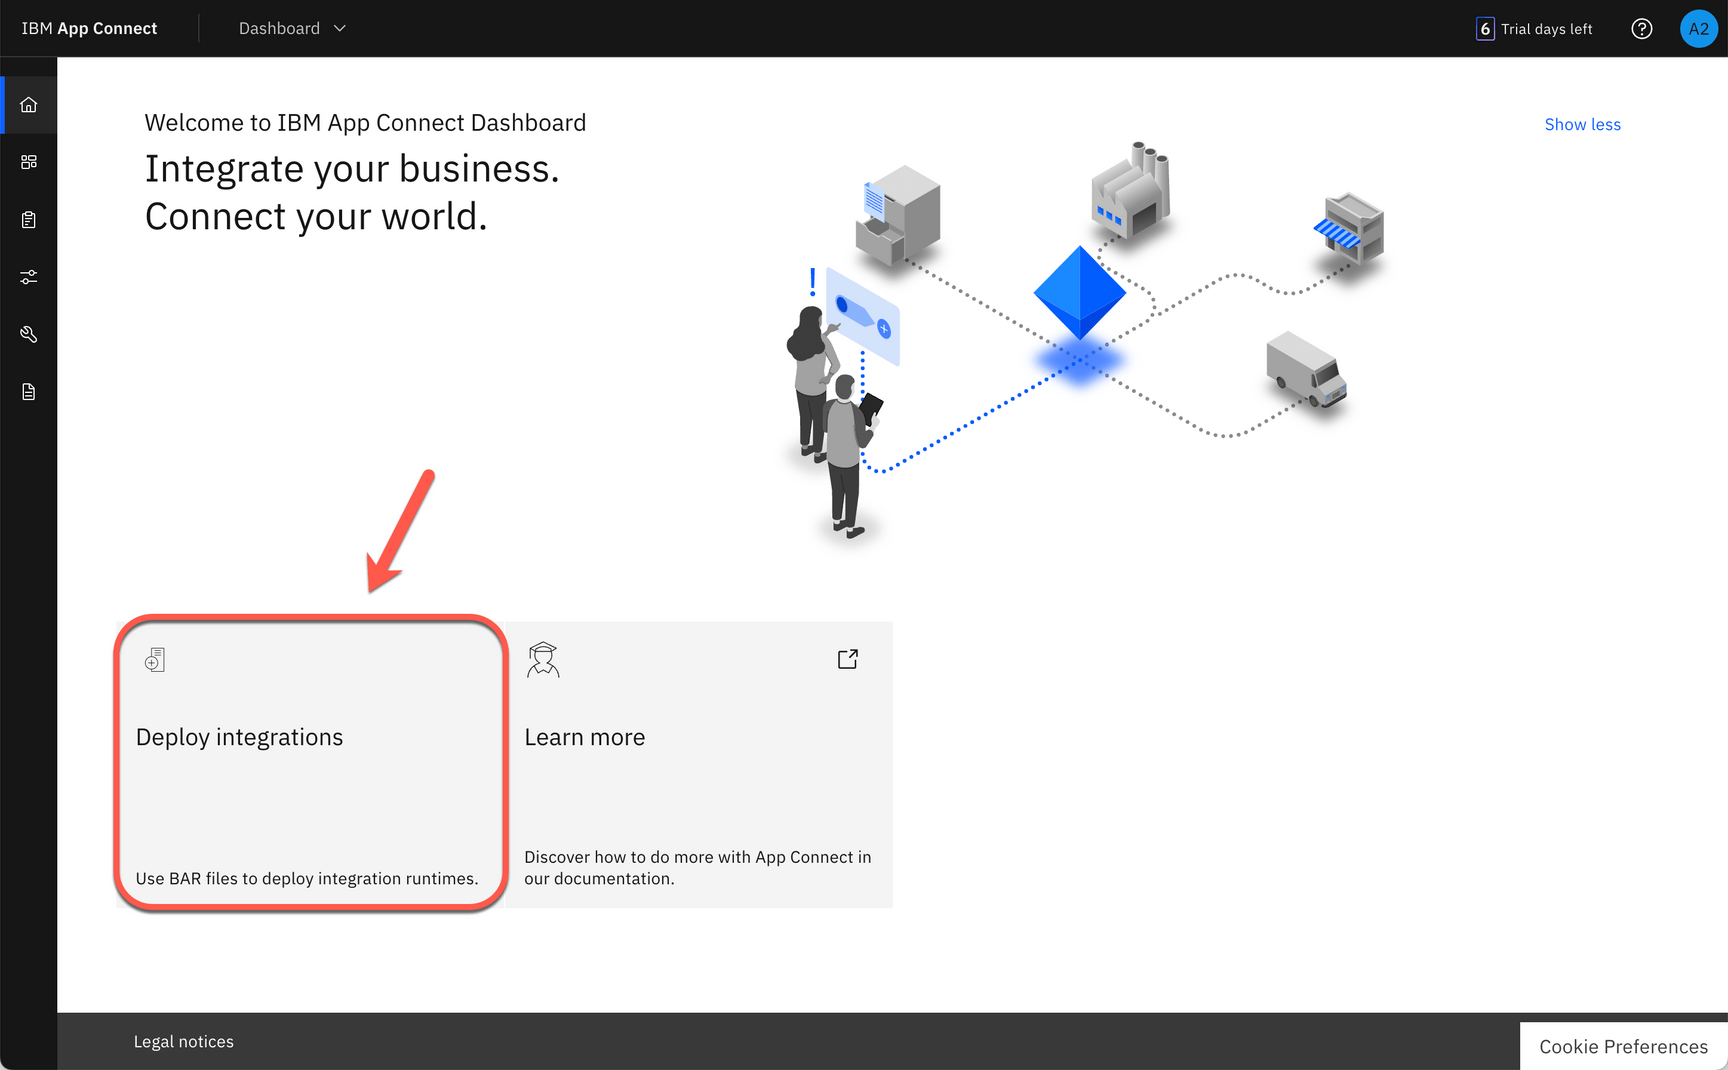 IBM App Connect
Dashboard
6 Trial days left
A2
Welcome to IBM App Connect Dashboard
Show less
Integrate your business.
Connect your world.
!
Deploy integrations
Use BAR files to deploy integration runtimes.
Learn more
Discover how to do more with App Connect in
our documentation.
Legal notices
Cookie Preferences